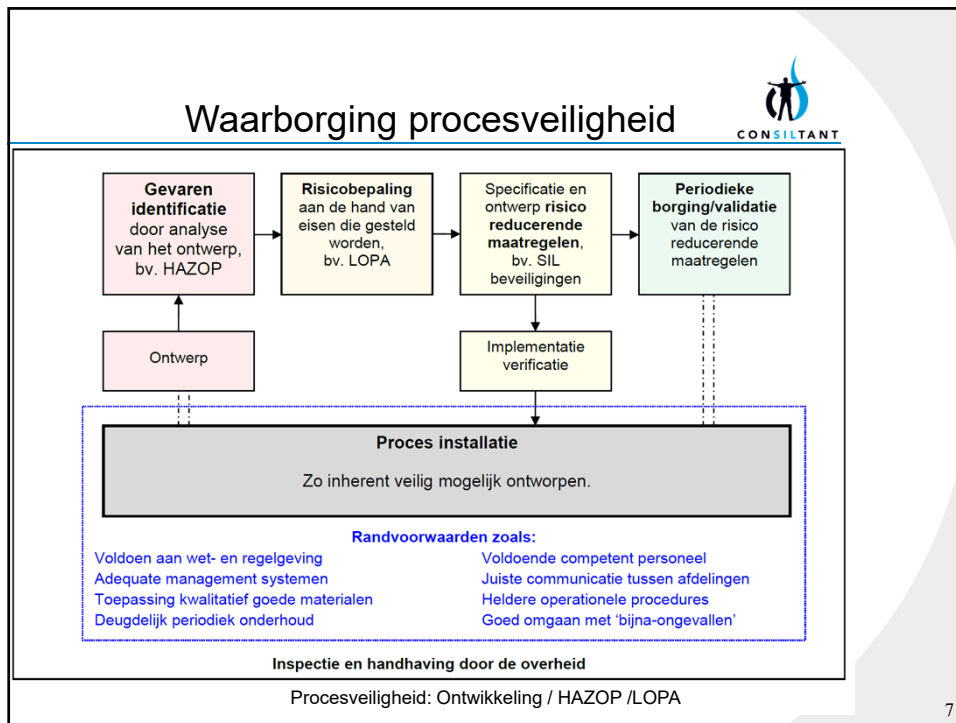 Waarborging procesveiligheid
CONSILTANT
Gevaren
identificatie
door analyse
van het ontwerp,
bv. HAZOP
Risicobepaling
aan de hand van
eisen die gesteld
worden,
bv. LOPA
Specificatie en
ontwerp risico
reducerende
maatregelen,
bv. SIL
beveiligingen
Periodieke
borging/validatie
van de risico
reducerende
maatregelen
Ontwerp
Implementatie
verificatie
Proces installatie
Zo inherent veilig mogelijk ontworpen.
Randvoorwaarden zoals:
Voldoen aan wet- en regelgeving
Adequate management systemen
Toepassing kwalitatief goede materialen
Deugdelijk periodiek onderhoud
Voldoende competent personeel
Juiste communicatie tussen afdelingen
Heldere operationele procedures
Goed omgaan met ‘bijna-ongevallen’
Inspectie en handhaving door de overheid
Procesveiligheid: Ontwikkeling / HAZOP /LOPA
7